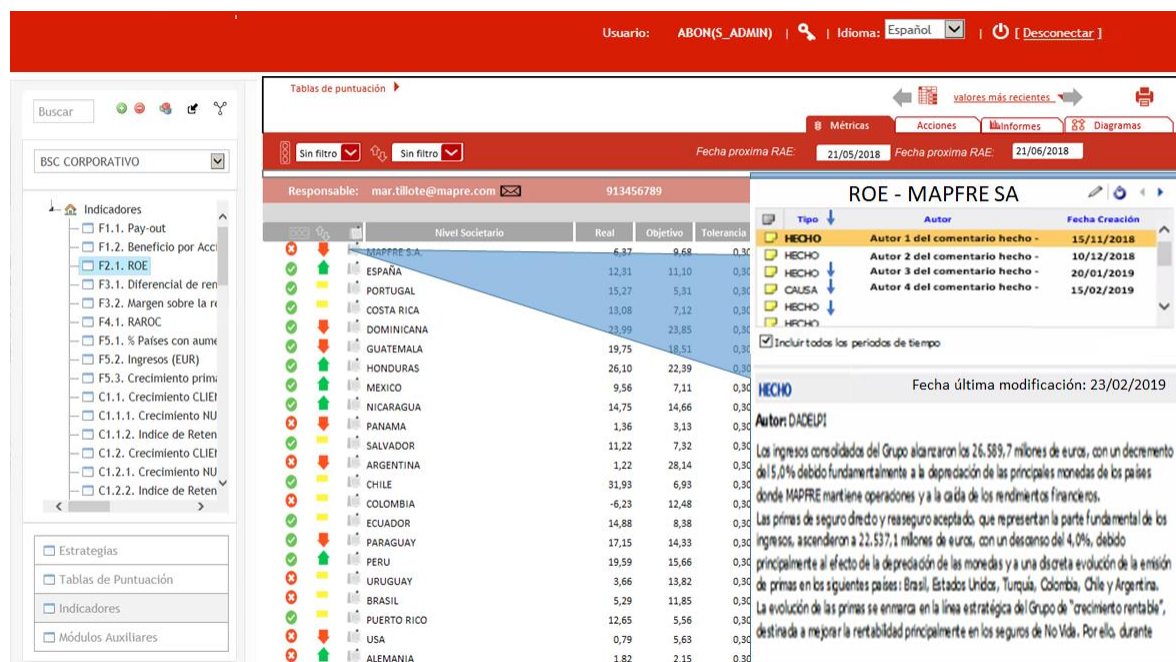 Usuario: ABON(S_ADMIN) | | Idioma: Español | [ Desconectar ]
Buscar
BSC CORPORATIVO
Indicadores
F1.1. Pay-out
F1.2. Beneficio por Acci
F2.1. ROE
F3.1. Diferencial de ren
F3.2. Margen sobre la re
F4.1. RAROC
F5.1. % Países con aume
F5.2. Ingresos (EUR)
F5.3. Crecimiento prima
C1.1. Crecimiento CLIEN
C1.1.1. Crecimiento NU
C1.1.2. Indice de Reten
C1.2. Crecimiento CLIEN
C1.2.1. Crecimiento NU
C1.2.2. Indice de Reten
Estrategias
Tablas de Puntuación
Indicadores
Módulos Auxiliares
Tablas de puntuación
valores más recientes
Métricas Acciones Informes Diagramas
Sin filtro Sin filtro Fecha proxima RAE: 21/05/2018 Fecha proxima RAE: 21/06/2018
Responsable: mar.tillote@mapre.com 913456789
Nivel Societario Real Objetivo Tolerancia
MAPFRE S.A. 6,37 9,68 0,30
ESPAÑA 12,31 11,10 0,30
PORTUGAL 15,27 5,31 0,30
COSTA RICA 13,08 7,12 0,30
DOMINICANA 23,99 23,85 0,30
GUATEMALA 19,75 18,51 0,30
HONDURAS 26,10 22,39 0,30
MEXICO 9,56 7,11 0,30
NICARAGUA 14,75 14,66 0,30
PANAMA 1,36 3,13 0,30
SALVADOR 11,22 7,32 0,30
ARGENTINA 1,22 28,14 0,30
CHILE 31,93 6,93 0,30
COLOMBIA -6,23 12,48 0,30
ECUADOR 14,88 8,38 0,30
PARAGUAY 17,15 14,33 0,30
PERU 19,59 15,66 0,30
URUGUAY 3,66 13,82 0,30
BRASIL 5,29 11,85 0,30
PUERTO RICO 12,65 5,56 0,30
USA 0,79 5,63 0,30
ALEMANIA 1,82 2,15 0,30
ROE - MAPFRE SA
Tipo Autor Fecha Creación
HECHO Autor 1 del comentario hecho - 15/11/2018
HECHO Autor 2 del comentario hecho - 10/12/2018
HECHO Autor 3 del comentario hecho - 20/01/2019
CAUSA Autor 4 del comentario hecho - 15/02/2019
HECHO
HECHO
Incluir todos los periodos de tiempo
HECHO Fecha última modificación: 23/02/2019
Autor: DADELPI
Los ingresos consolidados del Grupo alcanzaron los 26.589,7 millones de euros, con un decremento
del 5,0% debido fundamentalmente a la depreciación de las principales monedas de los países
donde MAPFRE mantiene operaciones y a la caída de los rendimientos financieros.
Las primas de seguro directo y reaseguro aceptado, que representan la parte fundamental de los
ingresos, ascendieron a 22.537,1 millones de euros, con un descenso del 4,0%, debido
principalmente al efecto de la depreciación de las monedas y a una discreta evolución de la emisión
de primas en los siguientes países: Brasil, Estados Unidos, Turquía, Colombia, Chile y Argentina.
La evolución de las primas se enmarca en la línea estratégica del Grupo de "crecimiento rentable",
destinada a mejorar la rentabilidad principalmente en los seguros de No Vida. Por ello, durante